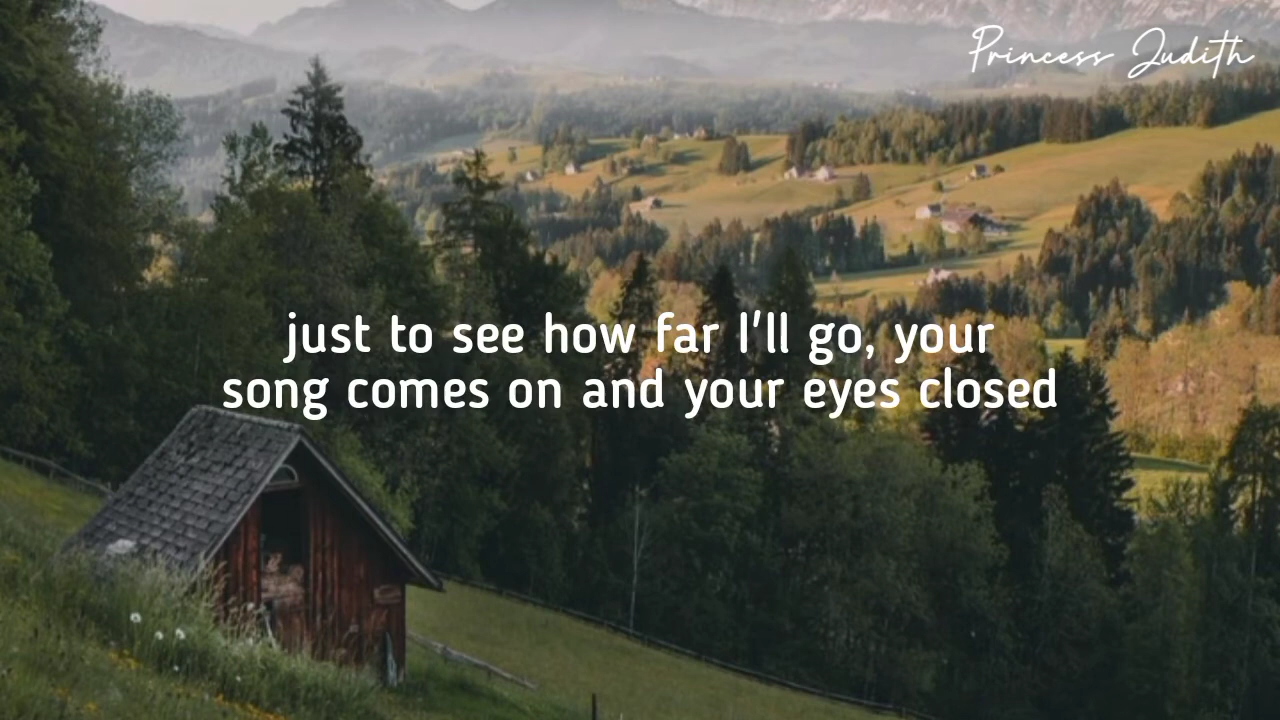 Princess Judith
just to see how far I'll go, your
song comes on and your eyes closed